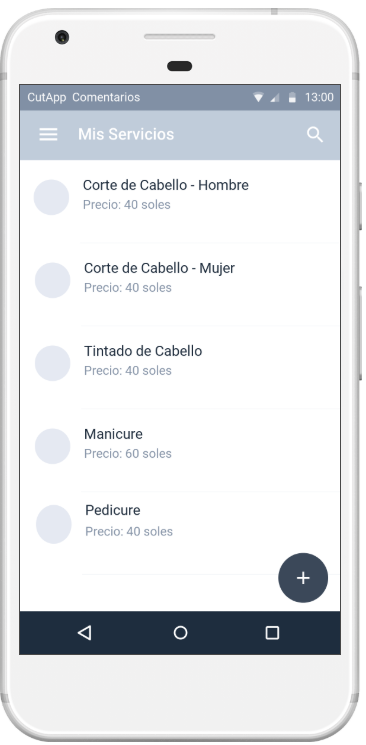 CutApp Comentarios 13:00
Mis Servicios
Corte de Cabello - Hombre
Precio: 40 soles
Corte de Cabello - Mujer
Precio: 40 soles
Tintado de Cabello
Precio: 40 soles
Manicure
Precio: 60 soles
Pedicure
Precio: 40 soles
+